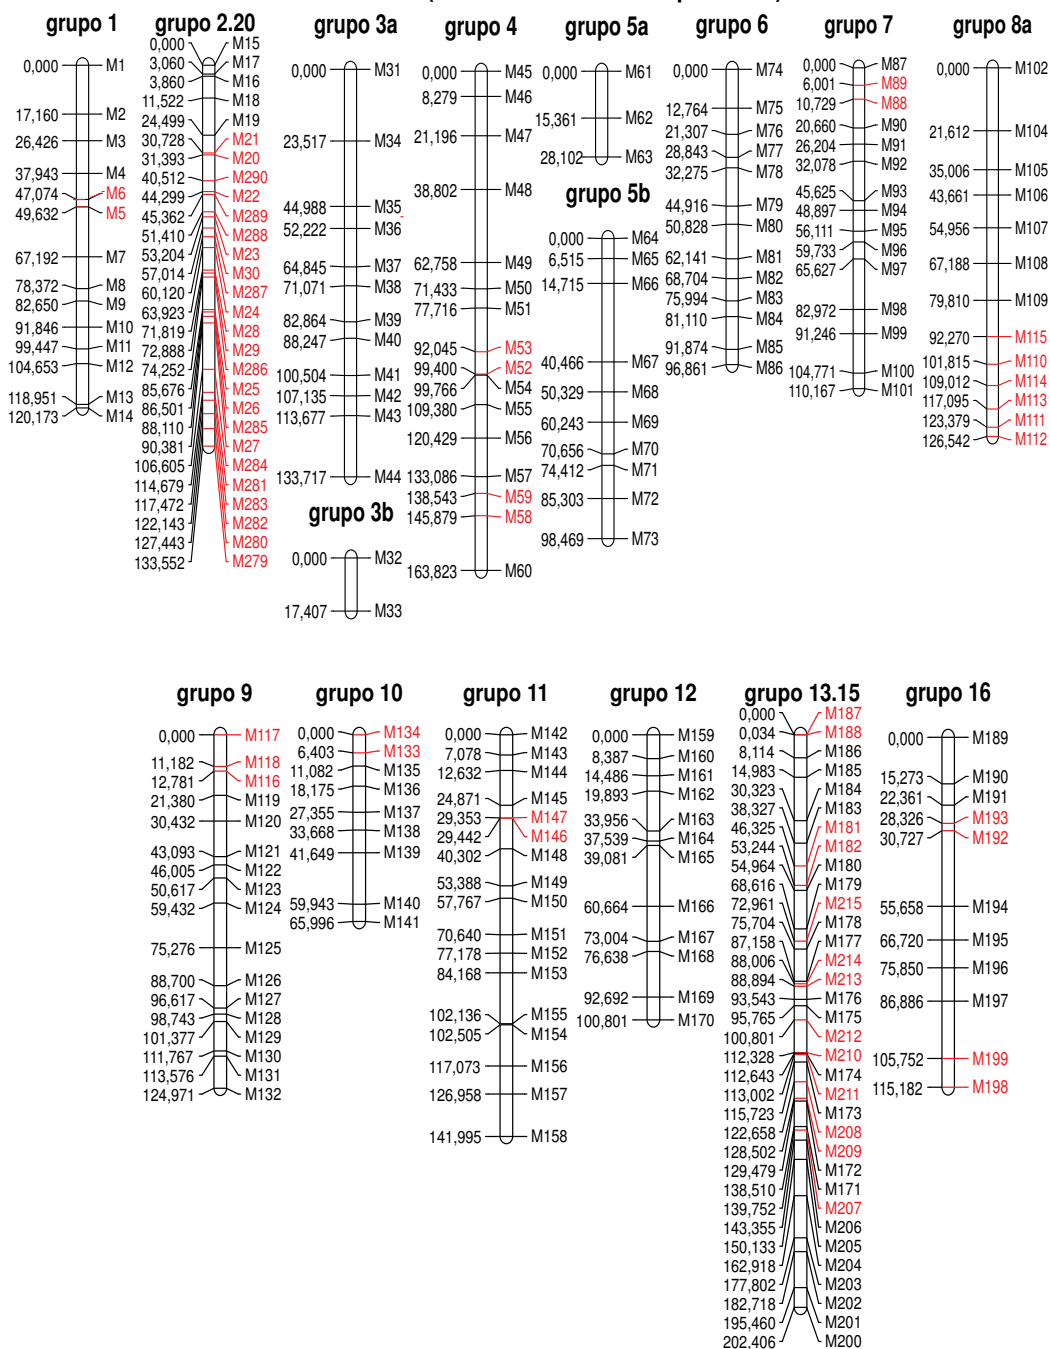 grupo 1
0,000 M1
17,160 M2
26,426 M3
37,943 M4
47,074 M6
49,632 M5
67,192 M7
78,372 M8
82,650 M9
91,846 M10
99,447 M11
104,653 M12
118,951 M13
120,173 M14
grupo 2.20
0,000 M15
3,060 M17
3,860 M16
11,522 M18
24,499 M19
30,728 M21
31,393 M20
40,512 M290
44,299 M22
45,362 M289
51,410 M288
53,204 M23
57,014 M30
60,120 M287
63,923 M24
71,819 M28
72,888 M29
74,252 M286
85,676 M25
86,501 M26
88,110 M285
90,381 M27
106,605 M284
114,679 M281
117,472 M283
122,143 M282
127,443 M280
133,552 M279
grupo 3a
0,000 M31
23,517 M34
44,988 M35
52,222 M36
64,845 M37
71,071 M38
82,864 M39
88,247 M40
100,504 M41
107,135 M42
113,677 M43
133,717 M44
grupo 3b
0,000 M32
17,407 M33
grupo 4
0,000 M45
8,279 M46
21,196 M47
38,802 M48
62,758 M49
71,433 M50
77,716 M51
92,045 M53
99,400 M52
99,766 M54
109,380 M55
120,429 M56
133,086 M57
138,543 M59
145,879 M58
163,823 M60
grupo 5a
0,000 M61
15,361 M62
28,102 M63
grupo 5b
0,000 M64
6,515 M65
14,715 M66
40,466 M67
50,329 M68
60,243 M69
70,656 M70
74,412 M71
85,303 M72
98,469 M73
grupo 6
0,000 M74
12,764 M75
21,307 M76
28,843 M77
32,275 M78
44,916 M79
50,828 M80
62,141 M81
68,704 M82
75,994 M83
81,110 M84
91,874 M85
96,861 M86
grupo 7
0,000 M87
6,001 M89
10,729 M88
20,660 M90
26,204 M91
32,078 M92
45,625 M93
48,897 M94
56,111 M95
59,733 M96
65,627 M97
82,972 M98
91,246 M99
104,771 M100
110,167 M101
grupo 8a
0,000 M102
21,612 M104
35,006 M105
43,661 M106
54,956 M107
67,188 M108
79,810 M109
92,270 M115
101,815 M110
109,012 M114
117,095 M113
123,379 M111
126,542 M112
grupo 9
0,000 M117
11,182 M118
12,781 M116
21,380 M119
30,432 M120
43,093 M121
46,005 M122
50,617 M123
59,432 M124
75,276 M125
88,700 M126
96,617 M127
98,743 M128
101,377 M129
111,767 M130
113,576 M131
124,971 M132
grupo 10
0,000 M134
6,403 M133
11,082 M135
18,175 M136
27,355 M137
33,668 M138
41,649 M139
59,943 M140
65,996 M141
grupo 11
0,000 M142
7,078 M143
12,632 M144
24,871 M145
29,353 M147
29,442 M146
40,302 M148
53,388 M149
57,767 M150
70,640 M151
77,178 M152
84,168 M153
102,136 M155
102,505 M154
117,073 M156
126,958 M157
141,995 M158
grupo 12
0,000 M159
8,387 M160
14,486 M161
19,893 M162
33,956 M163
37,539 M164
39,081 M165
60,664 M166
73,004 M167
76,638 M168
92,692 M169
100,801 M170
grupo 13.15
0,000 M187
0,034 M188
8,114 M186
14,983 M185
30,323 M184
38,327 M183
46,325 M181
53,244 M182
54,964 M180
68,616 M179
72,961 M215
75,704 M178
87,158 M177
88,006 M214
88,894 M213
93,543 M176
95,765 M175
100,801 M212
112,328 M210
112,643 M174
113,002 M211
115,723 M173
122,658 M208
128,502 M209
129,479 M172
138,510 M171
139,752 M207
143,355 M206
150,133 M205
162,918 M204
177,802 M203
182,718 M202
195,460 M201
202,406 M200
grupo 16
0,000 M189
15,273 M190
22,361 M191
28,326 M193
30,727 M192
55,658 M194
66,720 M195
75,850 M196
86,886 M197
105,752 M199
115,182 M198